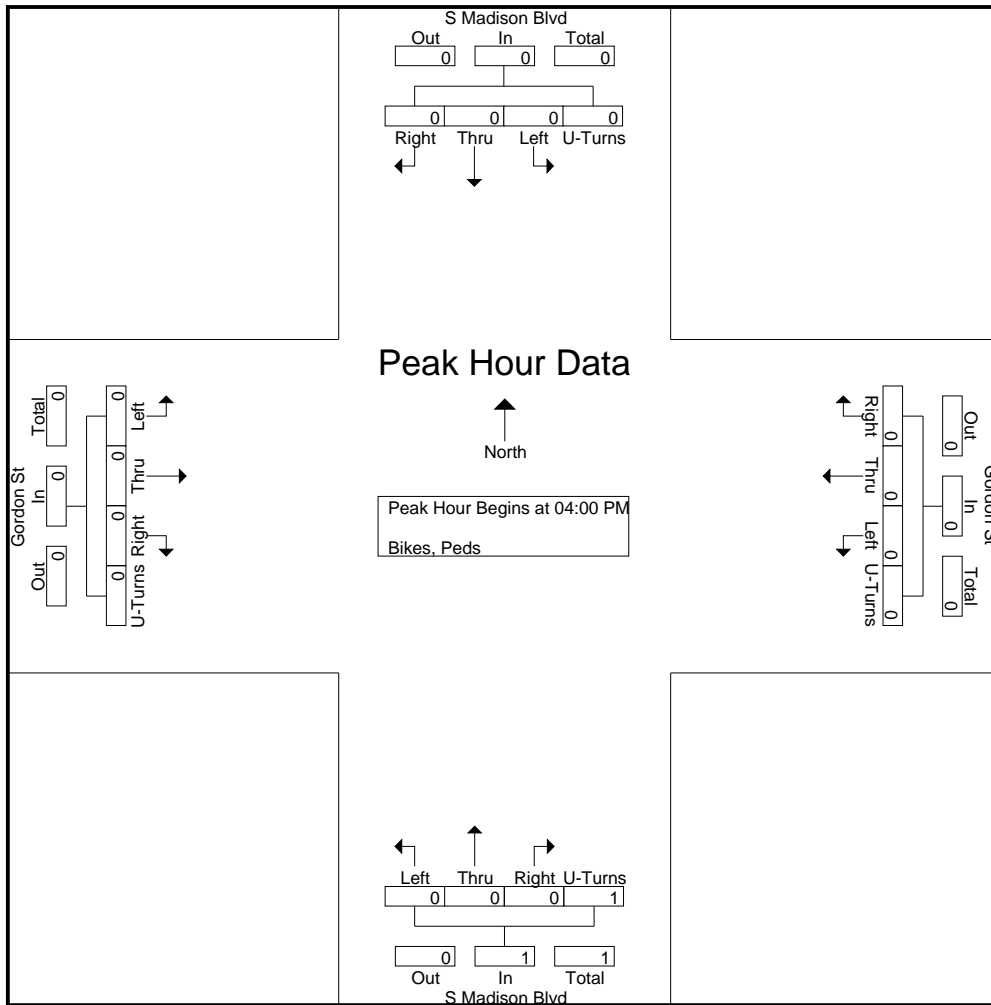 S Madison Blvd
Out In Total
0 0 0
0 0 0 0
Right Thru Left U-Turns
Peak Hour Data
North
Peak Hour Begins at 04:00 PM
Bikes, Peds
Gordon St
Total In Out
0 0 0
0 0 0 0
Left Thru Right U-Turns
Right Thru Left U-Turns
0 0 0 0
Out In Total
0 0 0
Gordon St
Left Thru Right U-Turns
0 0 0 1
0 1 1
Out In Total
S Madison Blvd